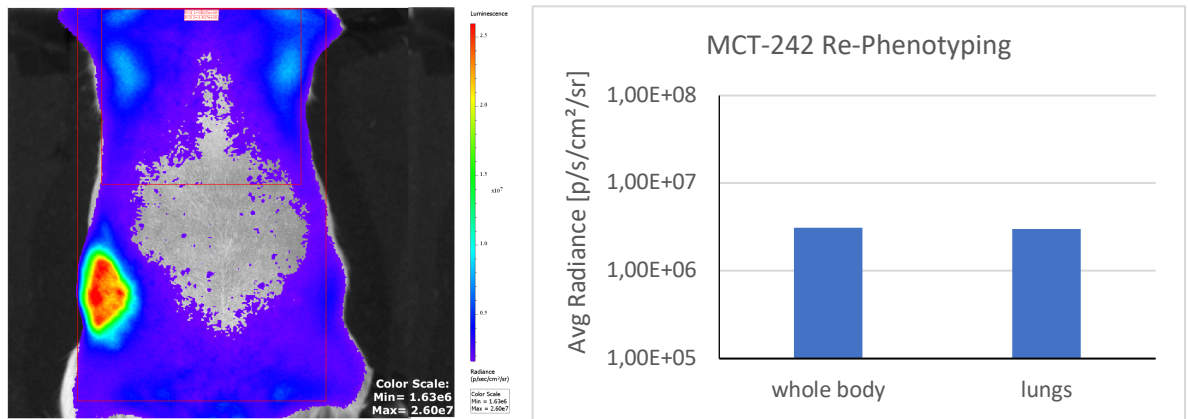 Luminescence
2.5
2.0
x10⁷
1.0
0.5
Radiance
(p/sec/cm²/sr)
Color Scale
Min = 1.63e6
Max = 2.60e7
Color Scale:
Min= 1.63e6
Max= 2.60e7
MCT-242 Re-Phenotyping
Avg Radiance [p/s/cm²/sr]
1,00E+08
1,00E+07
1,00E+06
1,00E+05
whole body
lungs